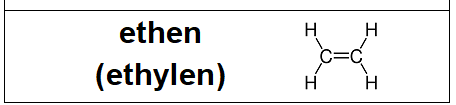 ethen
(ethylen)
H H
C=C
H H